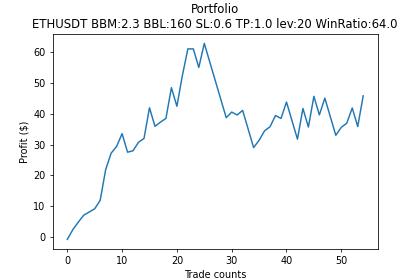 Portfolio
ETHUSDT BBM:2.3 BBL:160 SL:0.6 TP:1.0 lev:20 WinRatio:64.0
60
50
40
30
20
10
0
Profit ($)
0 10 20 30 40 50
Trade counts